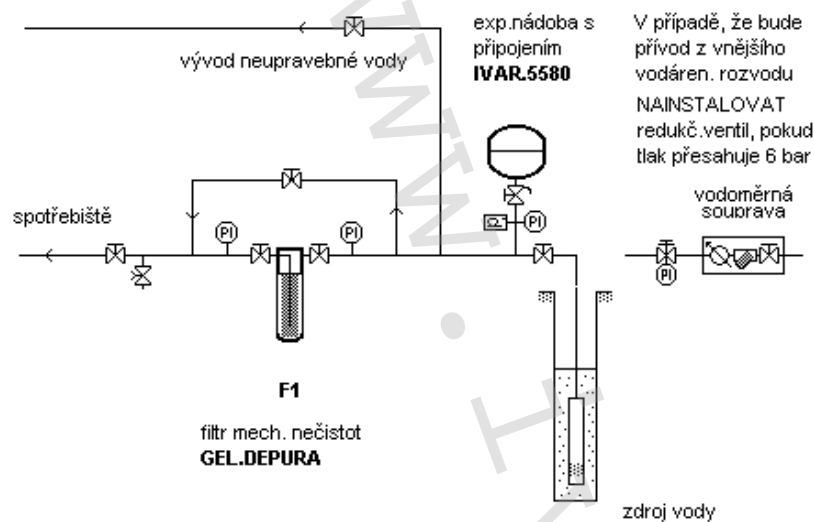 exp.nádoba s
připojením
IVAR.5580
V případě, že bude
přívod z vnějšího
vodáren. rozvodu
NAINSTALOVAT
redukč.ventil, pokud
tlak přesahuje 6 bar
vývod neupravebné vody
vodoměrná
souprava
spotřebiště
PI
PI
PI
PI
F1
filtr mech. nečistot
GEL.DEPURA
zdroj vody
www.I